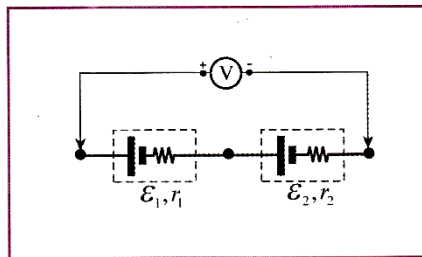 + V -
ℰ₁, r₁ ℰ₂, r₂